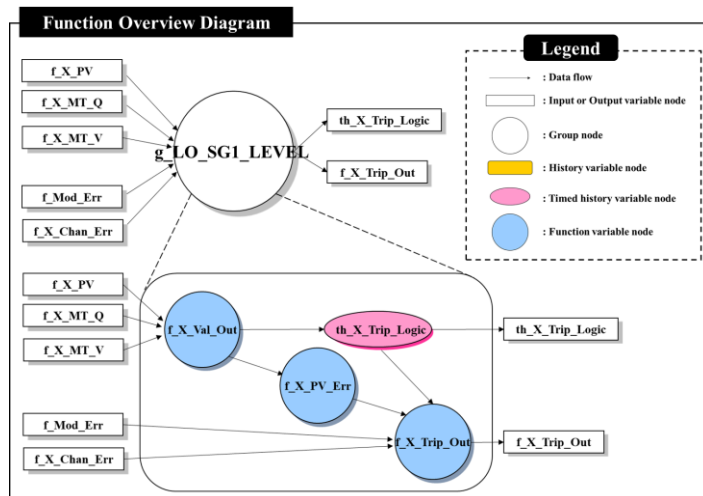 Function Overview Diagram
f_X_PV
f_X_MT_Q
f_X_MT_V
f_Mod_Err
f_X_Chan_Err
g_LO_SG1_LEVEL
th_X_Trip_Logic
f_X_Trip_Out
Legend
: Data flow
: Input or Output variable node
: Group node
: History variable node
: Timed history variable node
: Function variable node
f_X_PV
f_X_MT_Q
f_X_MT_V
f_Mod_Err
f_X_Chan_Err
f_X_Val_Out
th_X_Trip_Logic
f_X_PV_Err
f_X_Trip_Out
th_X_Trip_Logic
f_X_Trip_Out